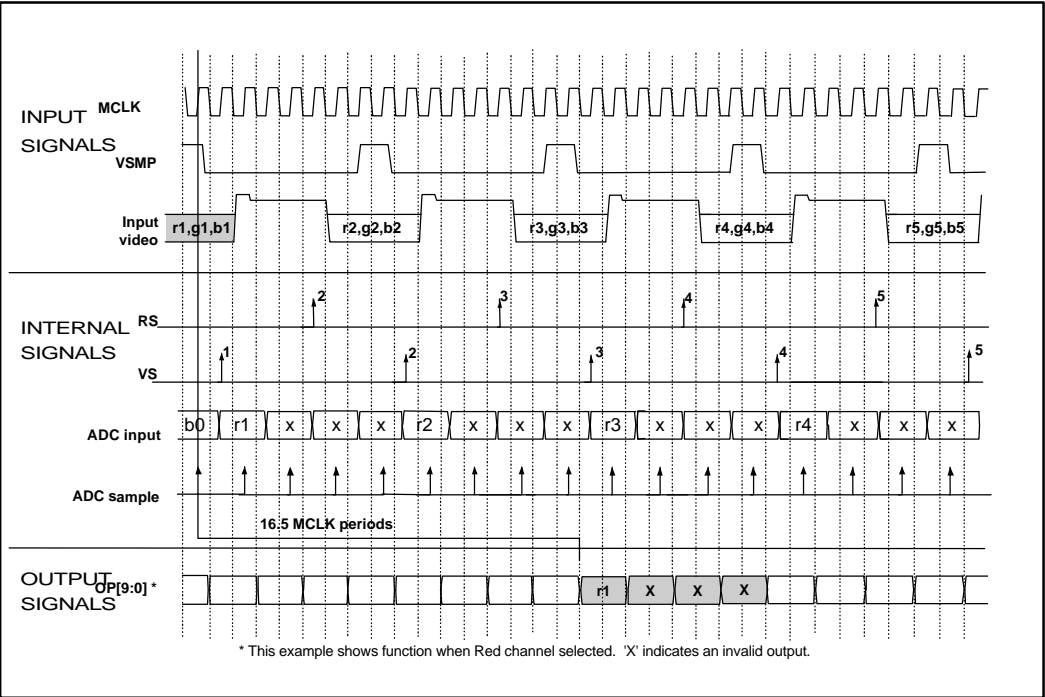 INPUT
SIGNALS
MCLK
VSMP
Input
video
r1,g1,b1 r2,g2,b2 r3,g3,b3 r4,g4,b4 r5,g5,b5
INTERNAL
SIGNALS
RS
2 3 4 5
VS
1 2 3 4 5
ADC input
b0 r1 x x x r2 x x x r3 x x x r4 x x x
ADC sample
16.5 MCLK periods
OUTPUT
SIGNALS
OP[9:0] *
r1 X X X
* This example shows function when Red channel selected. 'X' indicates an invalid output.